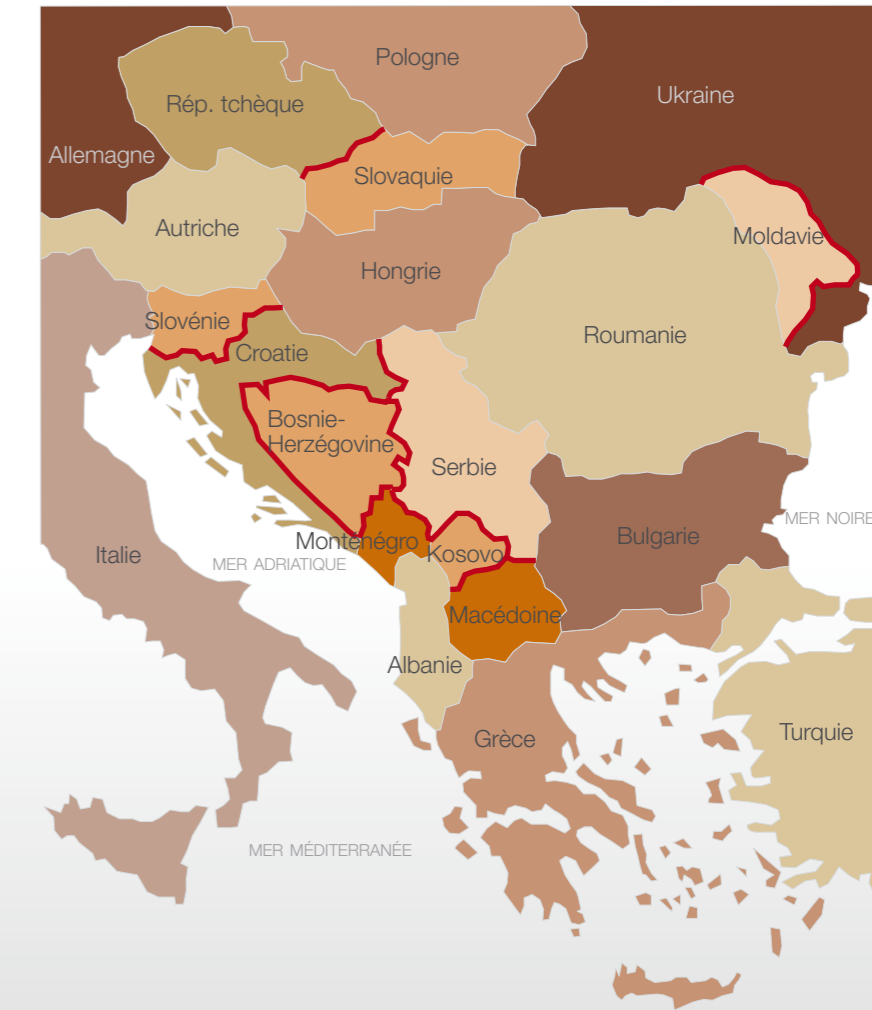 Pologne
Ukraine
Rép. tchèque
Allemagne
Slovaquie
Autriche
Moldavie
Hongrie
Slovénie
Roumanie
Croatie
Bosnie-
Herzégovine
Serbie
MER NOIRE
Bulgarie
Monténégro
Kosovo
Italie
MER ADRIATIQUE
Macédoine
Albanie
Grèce
Turquie
MER MÉDITERRANÉE